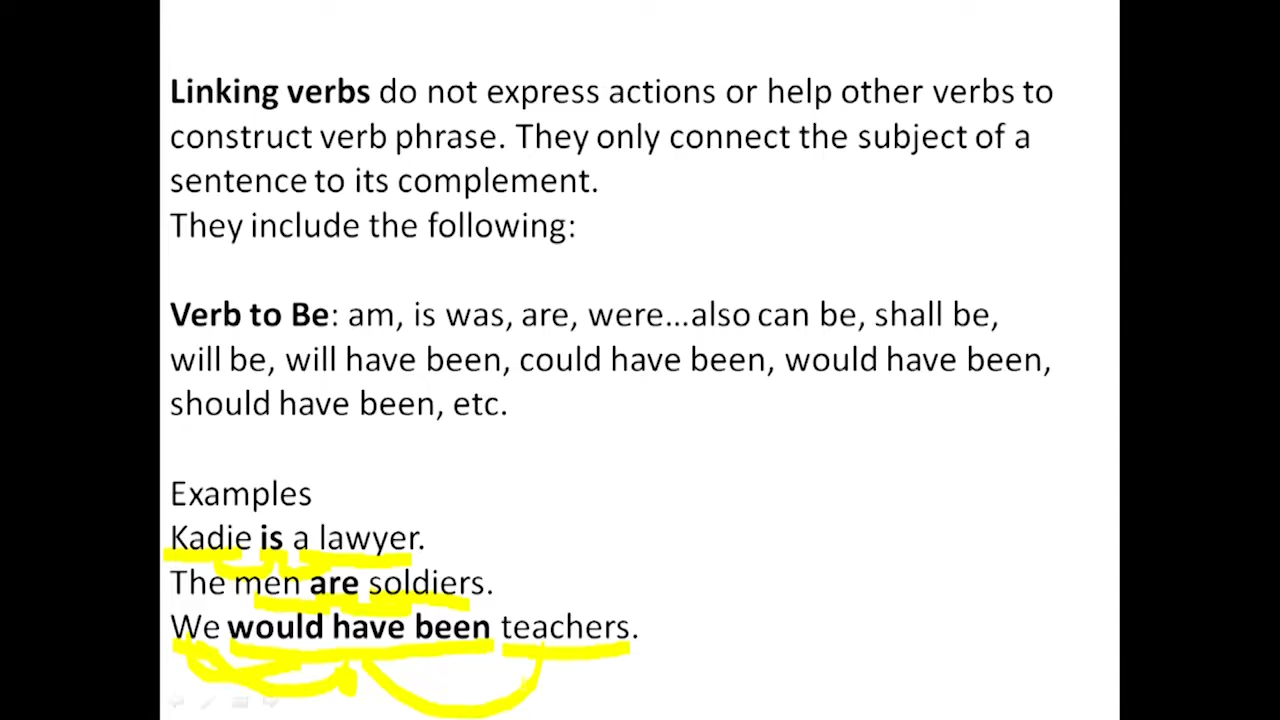 Linking verbs do not express actions or help other verbs to
construct verb phrase. They only connect the subject of a
sentence to its complement.
They include the following:
Verb to Be: am, is was, are, were...also can be, shall be,
will be, will have been, could have been, would have been,
should have been, etc.
Examples
Kadie is a lawyer.
The men are soldiers.
We would have been teachers.